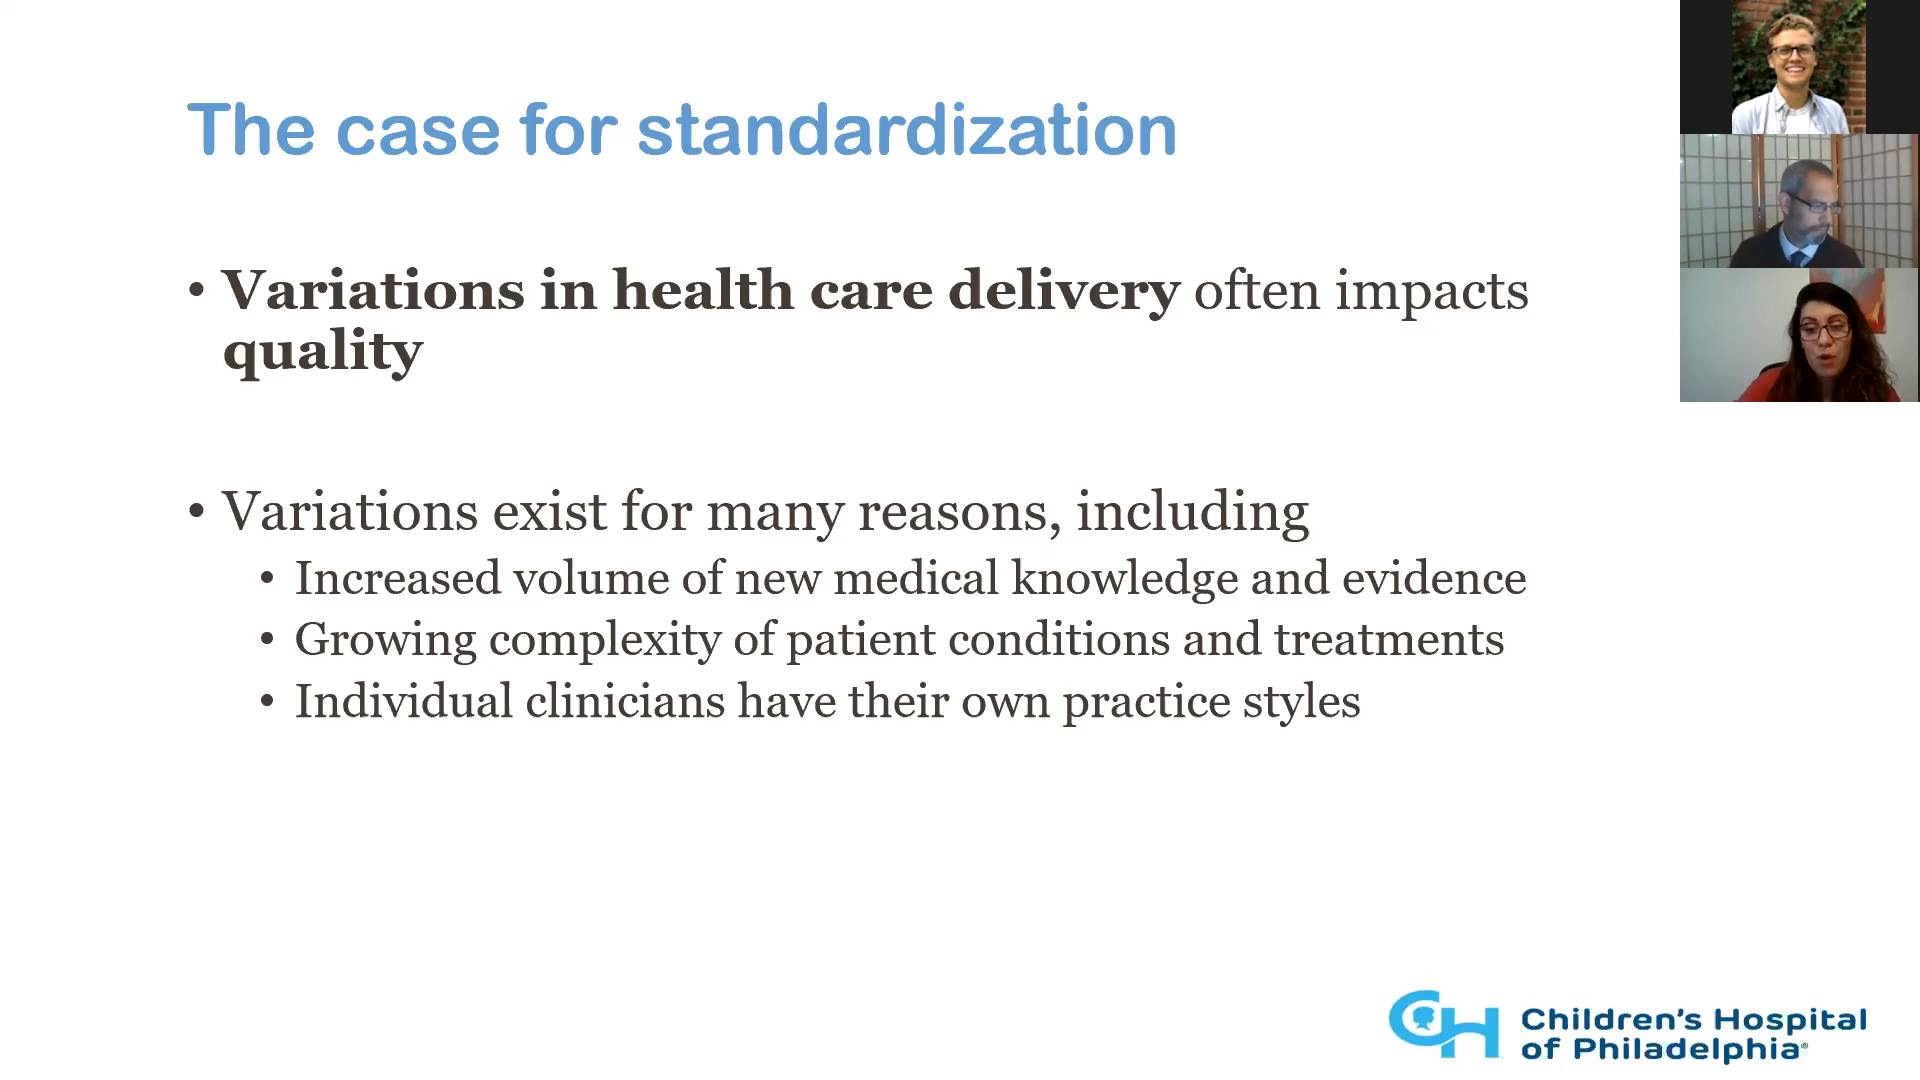 The case for standardization
• Variations in health care delivery often impacts
quality
• Variations exist for many reasons, including
• Increased volume of new medical knowledge and evidence
• Growing complexity of patient conditions and treatments
• Individual clinicians have their own practice styles
CH
Children's Hospital
of Philadelphia®